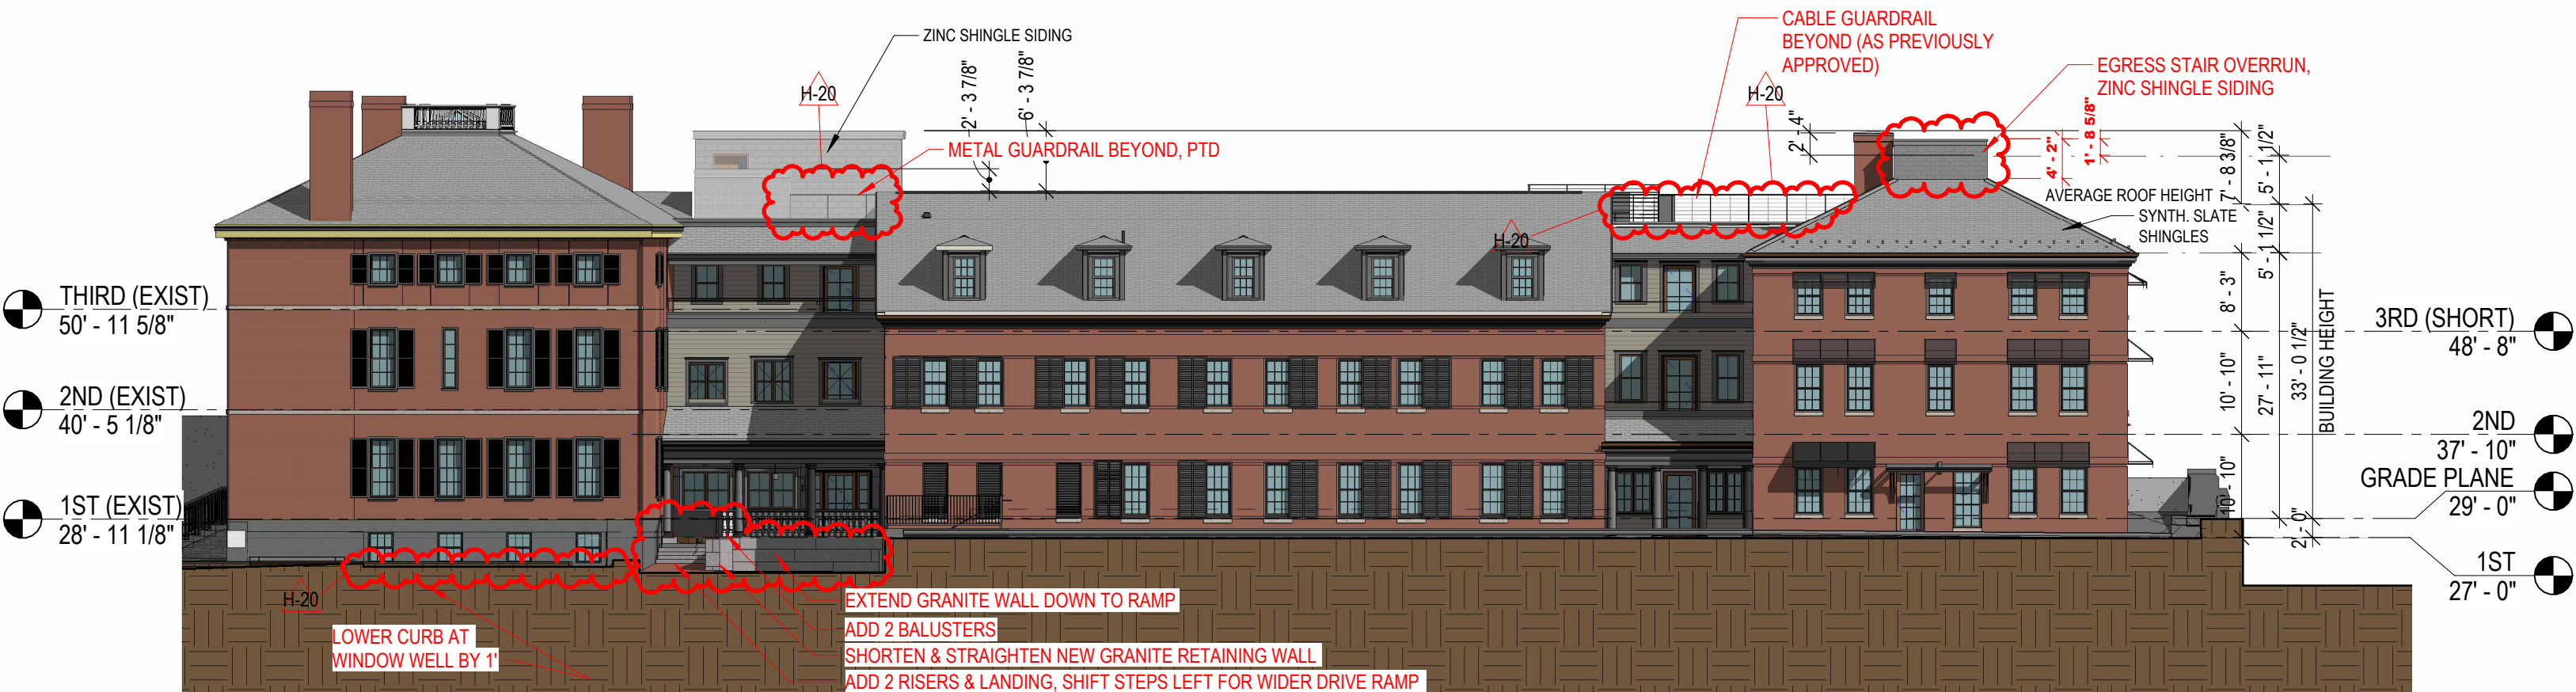 ZINC SHINGLE SIDING
CABLE GUARDRAIL
BEYOND (AS PREVIOUSLY
APPROVED)
EGRESS STAIR OVERRUN,
ZINC SHINGLE SIDING
H-20
H-20
2' - 3 7/8"
6' - 3 7/8"
METAL GUARDRAIL BEYOND, PTD
2' - 4"
4' - 2"
1' - 8 5/8"
7' - 8 3/8"
5' - 1 1/2"
AVERAGE ROOF HEIGHT
SYNTH. SLATE
SHINGLES
H-20
5' - 1 1/2"
THIRD (EXIST)
50' - 11 5/8"
2ND (EXIST)
40' - 5 1/8"
1ST (EXIST)
28' - 11 1/8"
8' - 3"
10' - 10"
10' - 10"
27' - 11"
33' - 0 1/2"
BUILDING HEIGHT
2' - 0"
3RD (SHORT)
48' - 8"
2ND
37' - 10"
GRADE PLANE
29' - 0"
1ST
27' - 0"
H-20
LOWER CURB AT
WINDOW WELL BY 1'
EXTEND GRANITE WALL DOWN TO RAMP
ADD 2 BALUSTERS
SHORTEN & STRAIGHTEN NEW GRANITE RETAINING WALL
ADD 2 RISERS & LANDING, SHIFT STEPS LEFT FOR WIDER DRIVE RAMP